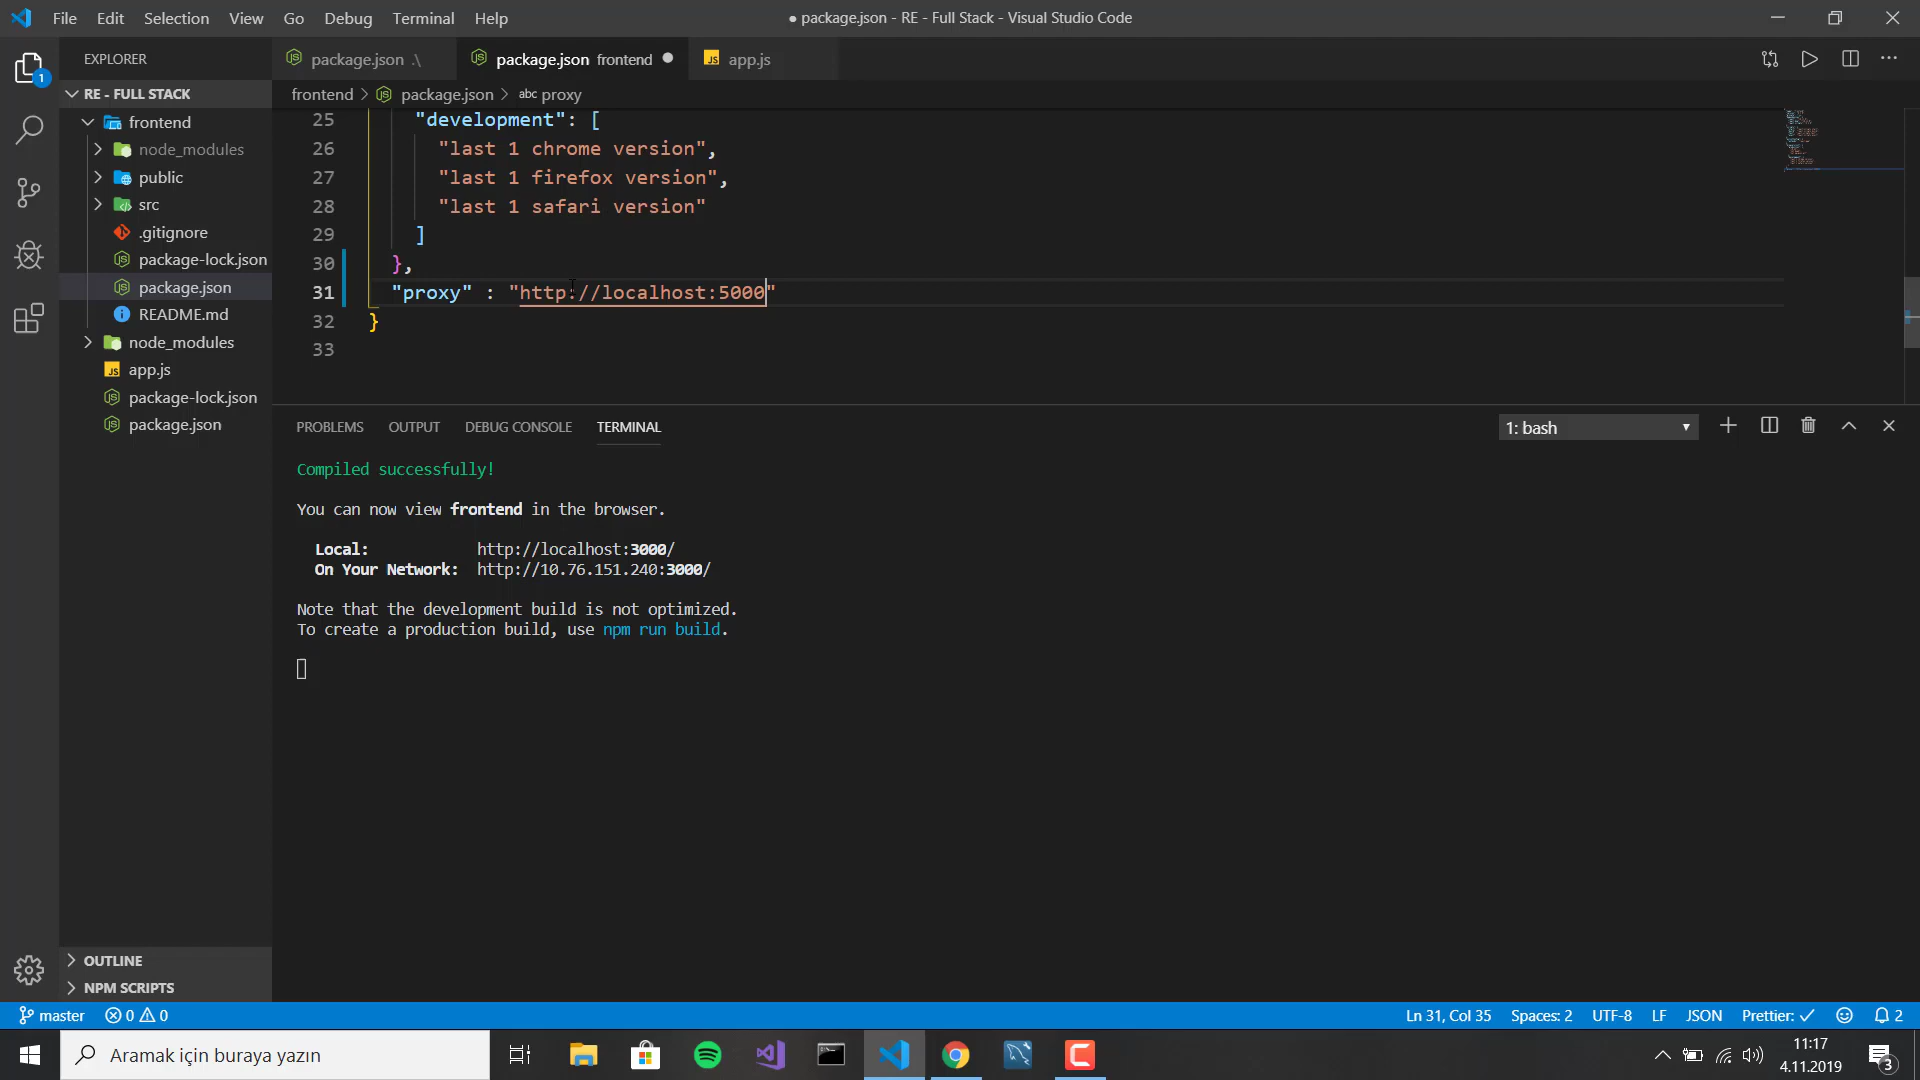 File Edit Selection View Go Debug Terminal Help
● package.json - RE - Full Stack - Visual Studio Code
EXPLORER
package.json .\
package.json frontend
JS app.js
RE - FULL STACK
frontend > package.json > abc proxy
frontend
node_modules
public
src
.gitignore
package-lock.json
package.json
README.md
node_modules
JS app.js
package-lock.json
package.json
25 "development": [
26 "last 1 chrome version",
27 "last 1 firefox version",
28 "last 1 safari version"
29 ]
30 },
31 "proxy" : "http://localhost:5000"
32 }
33
PROBLEMS OUTPUT DEBUG CONSOLE TERMINAL
1: bash
Compiled successfully!
You can now view frontend in the browser.
Local: http://localhost:3000/
On Your Network: http://10.76.151.240:3000/
Note that the development build is not optimized.
To create a production build, use npm run build.
OUTLINE
NPM SCRIPTS
1
master 0 0
Ln 31, Col 35 Spaces: 2 UTF-8 LF JSON Prettier: ✓ 2
Aramak için buraya yazın
11:17
4.11.2019
3